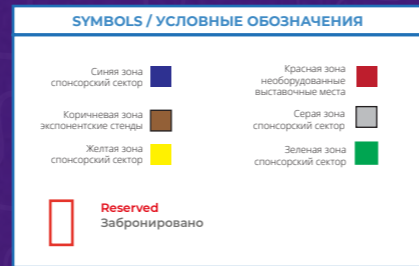 SYMBOLS / УСЛОВНЫЕ ОБОЗНАЧЕНИЯ
Синяя зона
спонсорский сектор
Коричневая зона
экспонентские стенды
Желтая зона
спонсорский сектор
Красная зона
необорудованные
выставочные места
Серая зона
спонсорский сектор
Зеленая зона
спонсорский сектор
Reserved
Забронировано